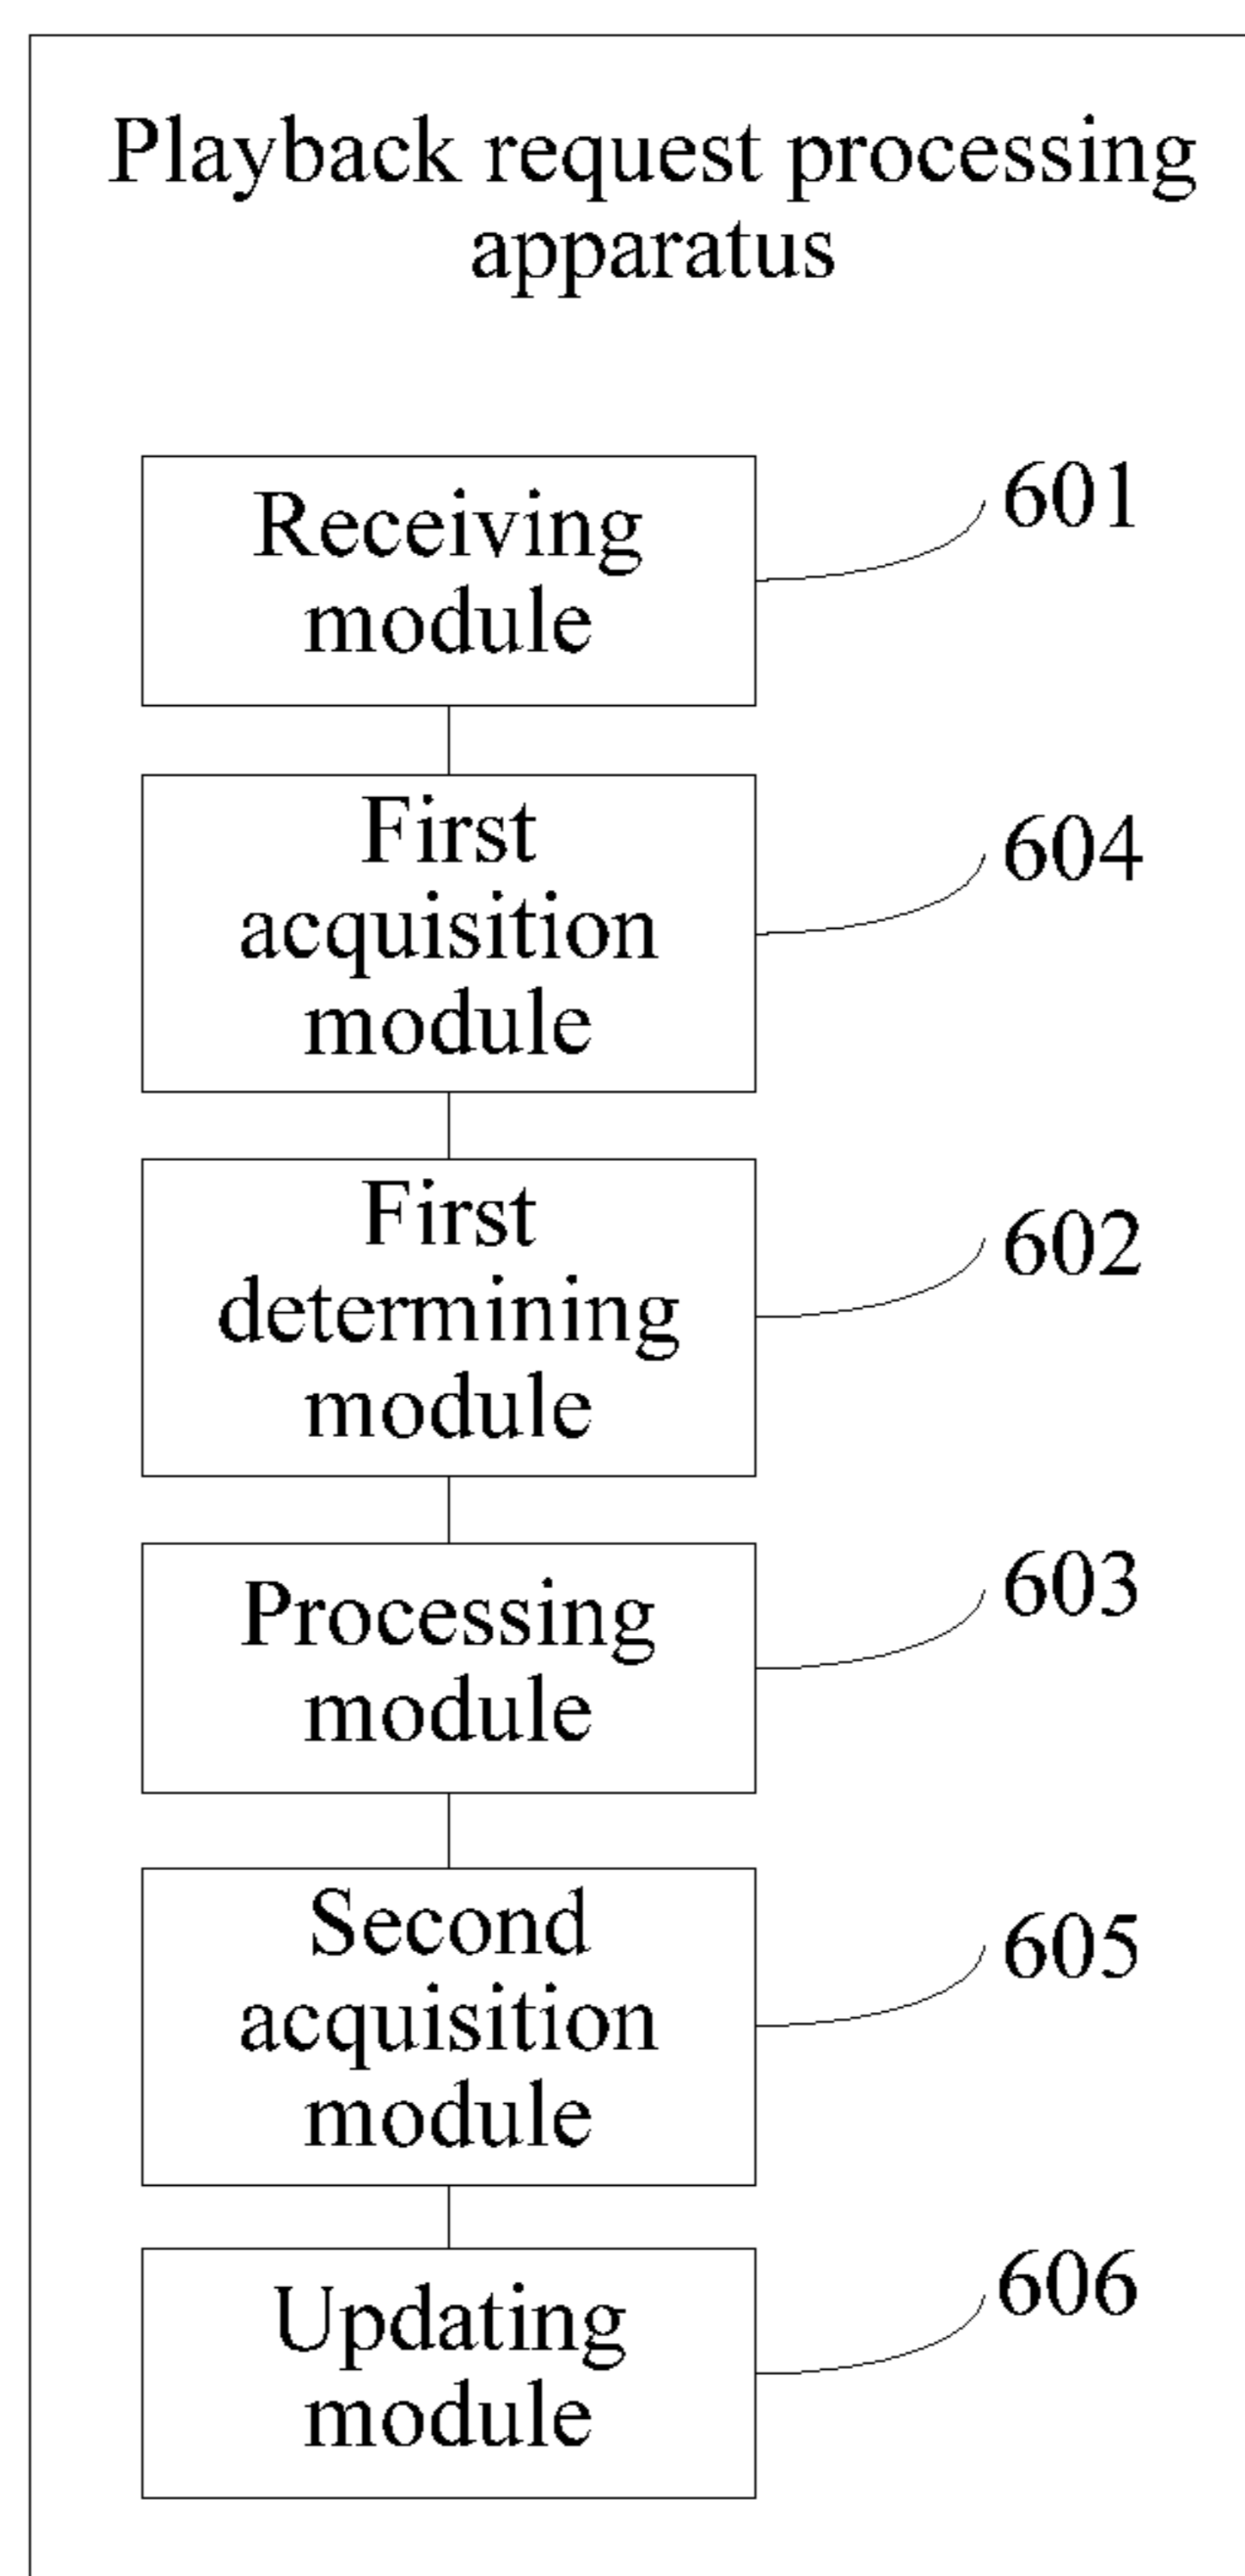 Playback request processing
apparatus
Receiving
module
601
First
acquisition
module
604
First
determining
module
602
Processing
module
603
Second
acquisition
module
605
Updating
module
606